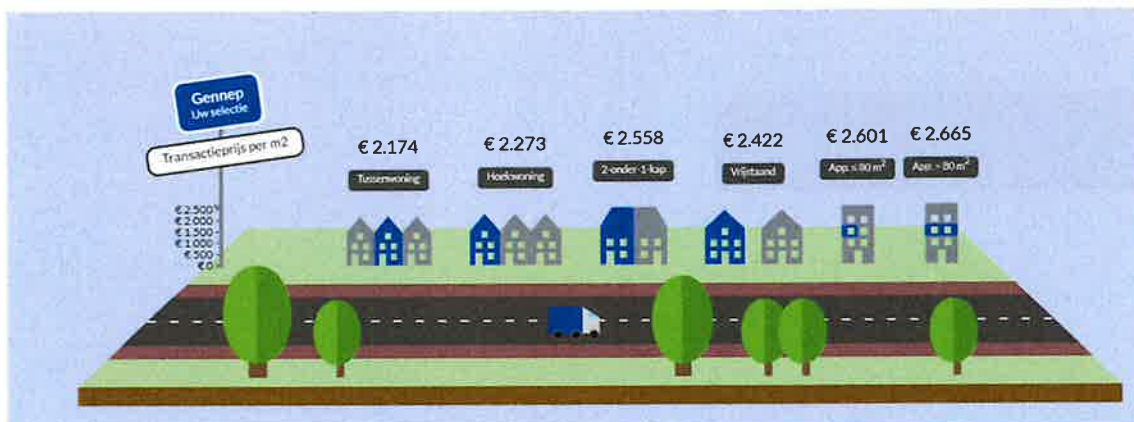 Gennep
Uw selectie
Transactieprijs per m2
€ 2.174
€ 2.273
€ 2.558
€ 2.422
€ 2.601
€ 2.665
Tussenwoning
Hoekwoning
2-onder-1-kap
Vrijstaand
App. ≤ 80 m²
App. > 80 m²
€ 2.500
€ 2.000
€ 1.500
€ 1.000
€ 500
€ 0